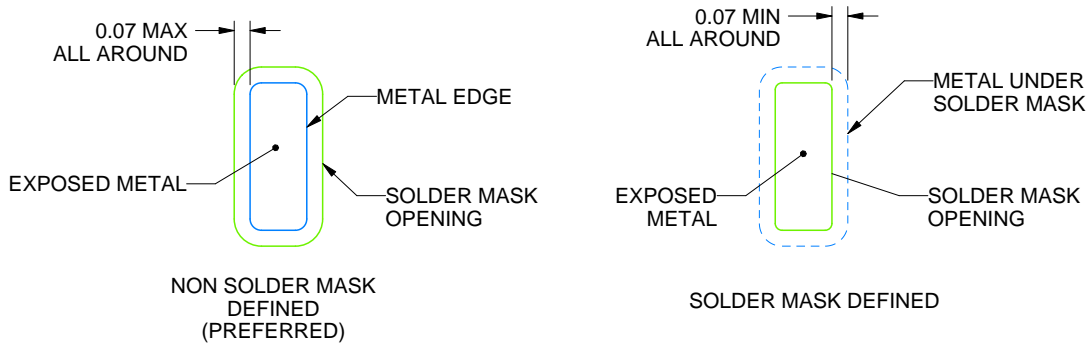 0.07 MAX
ALL AROUND
METAL EDGE
EXPOSED METAL
SOLDER MASK
OPENING
NON SOLDER MASK
DEFINED
(PREFERRED)
0.07 MIN
ALL AROUND
METAL UNDER
SOLDER MASK
EXPOSED
METAL
SOLDER MASK
OPENING
SOLDER MASK DEFINED